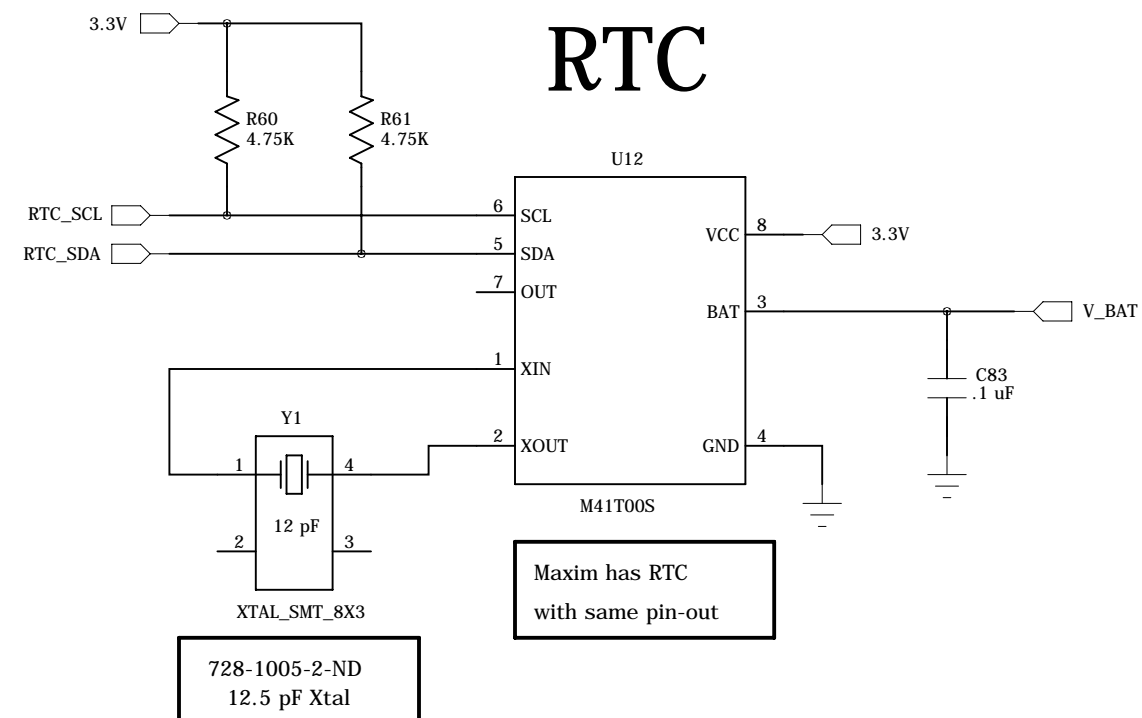 RTC
3.3V
R60
4.75K
R61
4.75K
U12
RTC_SCL
6
SCL
VCC
8
3.3V
RTC_SDA
5
SDA
7
OUT
BAT
3
V_BAT
1
XIN
C83
.1 uF
Y1
2
XOUT
GND
4
1
4
12 pF
M41T00S
2
3
XTAL_SMT_8X3
Maxim has RTC
with same pin-out
728-1005-2-ND
12.5 pF Xtal